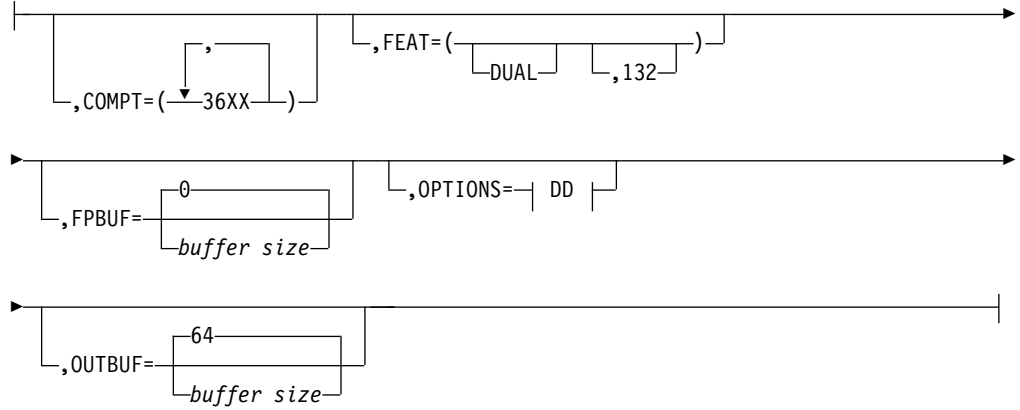 ,
,COMPT=( 36XX )
,FEAT=( )
DUAL ,132
0
,FPBUF=
buffer size
,OPTIONS= DD
64
,OUTBUF=
buffer size